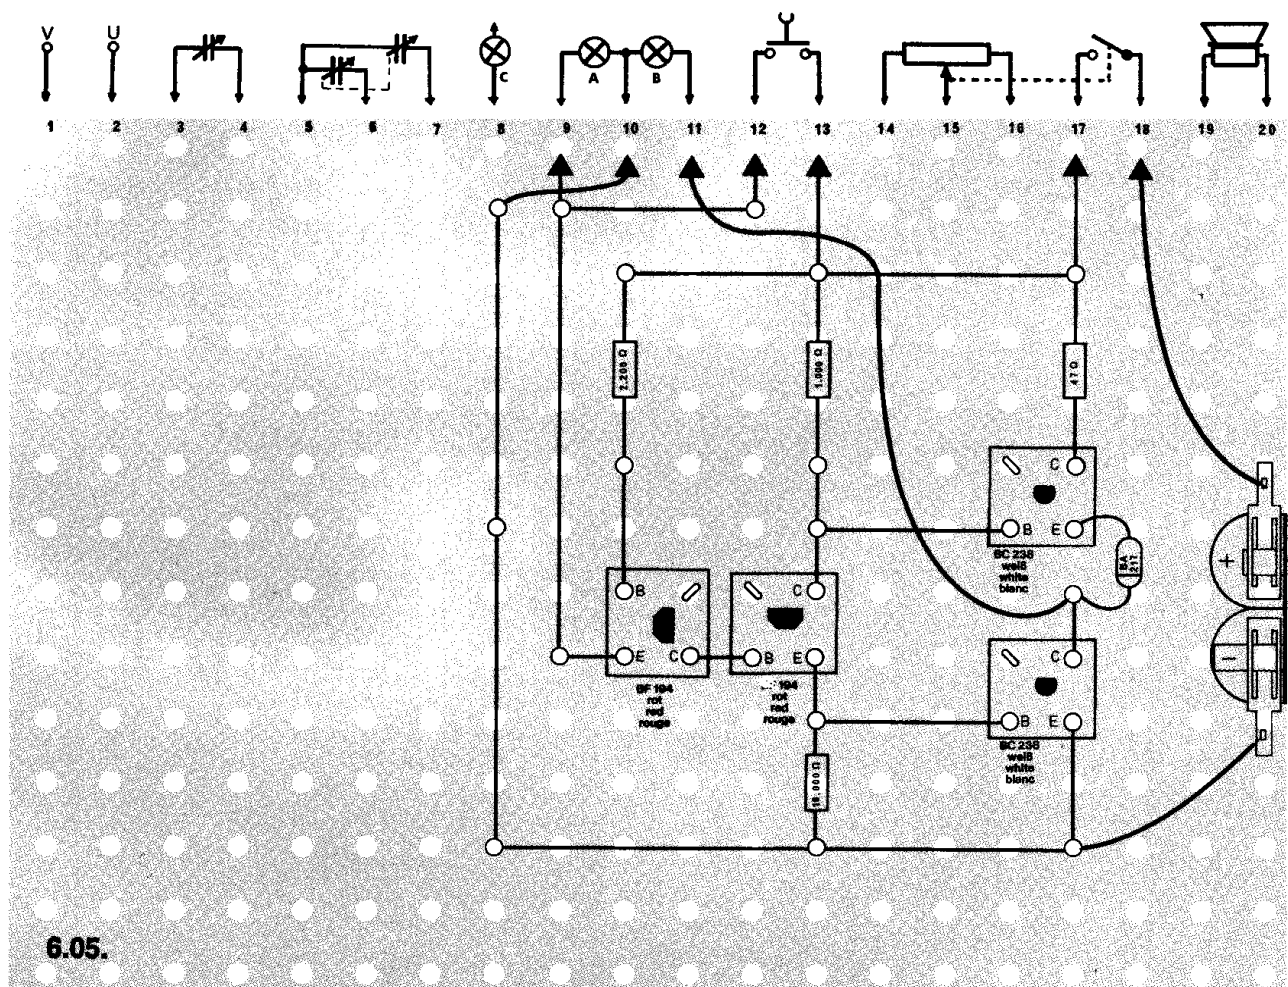 V U
C
A B
1 2 3 4 5 6 7 8 9 10 11 12 13 14 15 16 17 18 19 20
2.200 Ω
1.000 Ω
47 Ω
C
B E
BC 238
weiß
white
blanc
BA
217
+
B
E C
BF 194
rot
red
rouge
C
B E
194
rot
red
rouge
C
B E
BC 238
weiß
white
blanc
–
10.000 Ω
6.05.